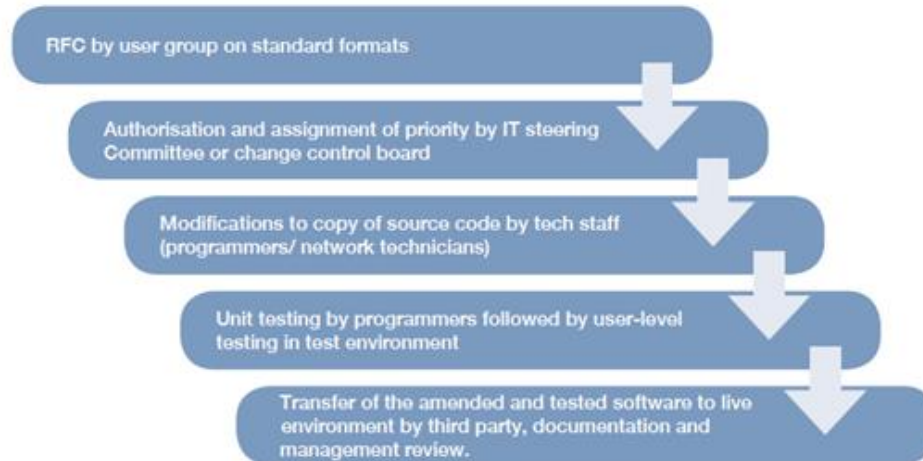 RFC by user group on standard formats
Authorisation and assignment of priority by IT steering
Committee or change control board
Modifications to copy of source code by tech staff
(programmers/ network technicians)
Unit testing by programmers followed by user-level
testing in test environment
Transfer of the amended and tested software to live
environment by third party, documentation and
management review.